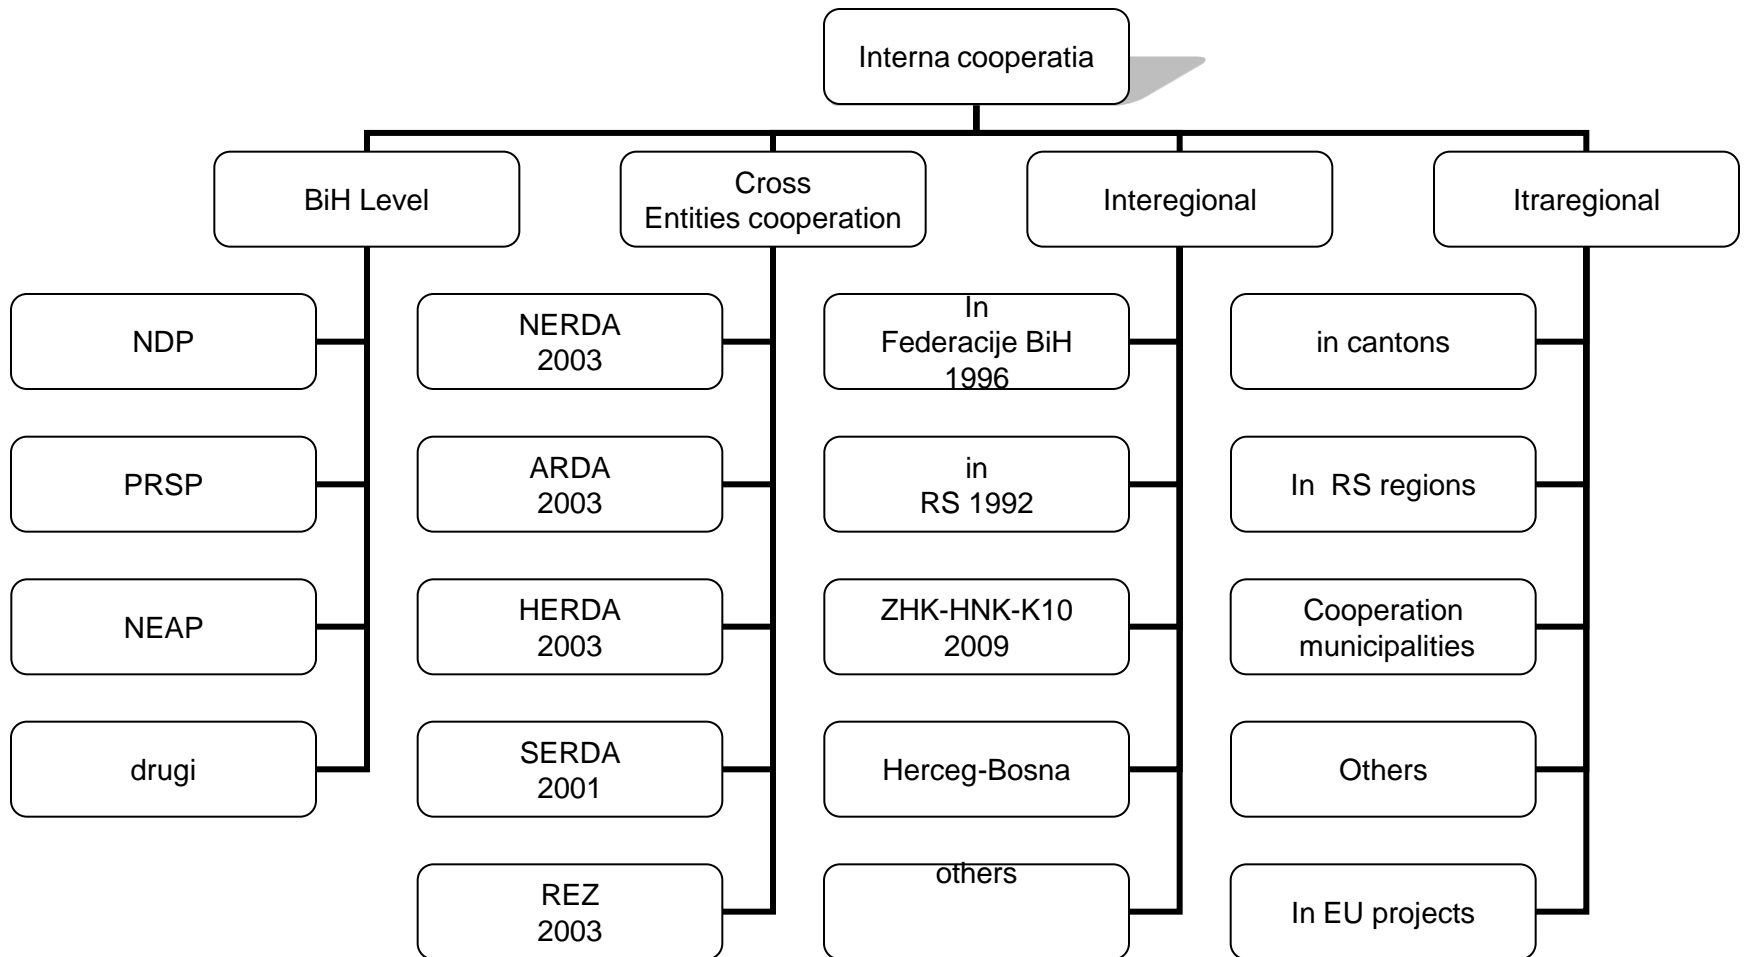 Interna cooperatia
BiH Level
Cross
Entities cooperation
Interegional
Itraregional
NDP
NERDA
2003
In
Federacije BiH
1996
in cantons
PRSP
ARDA
2003
in
RS 1992
In RS regions
NEAP
HERDA
2003
ZHK-HNK-K10
2009
Cooperation
municipalities
drugi
SERDA
2001
Herceg-Bosna
Others
REZ
2003
others
In EU projects